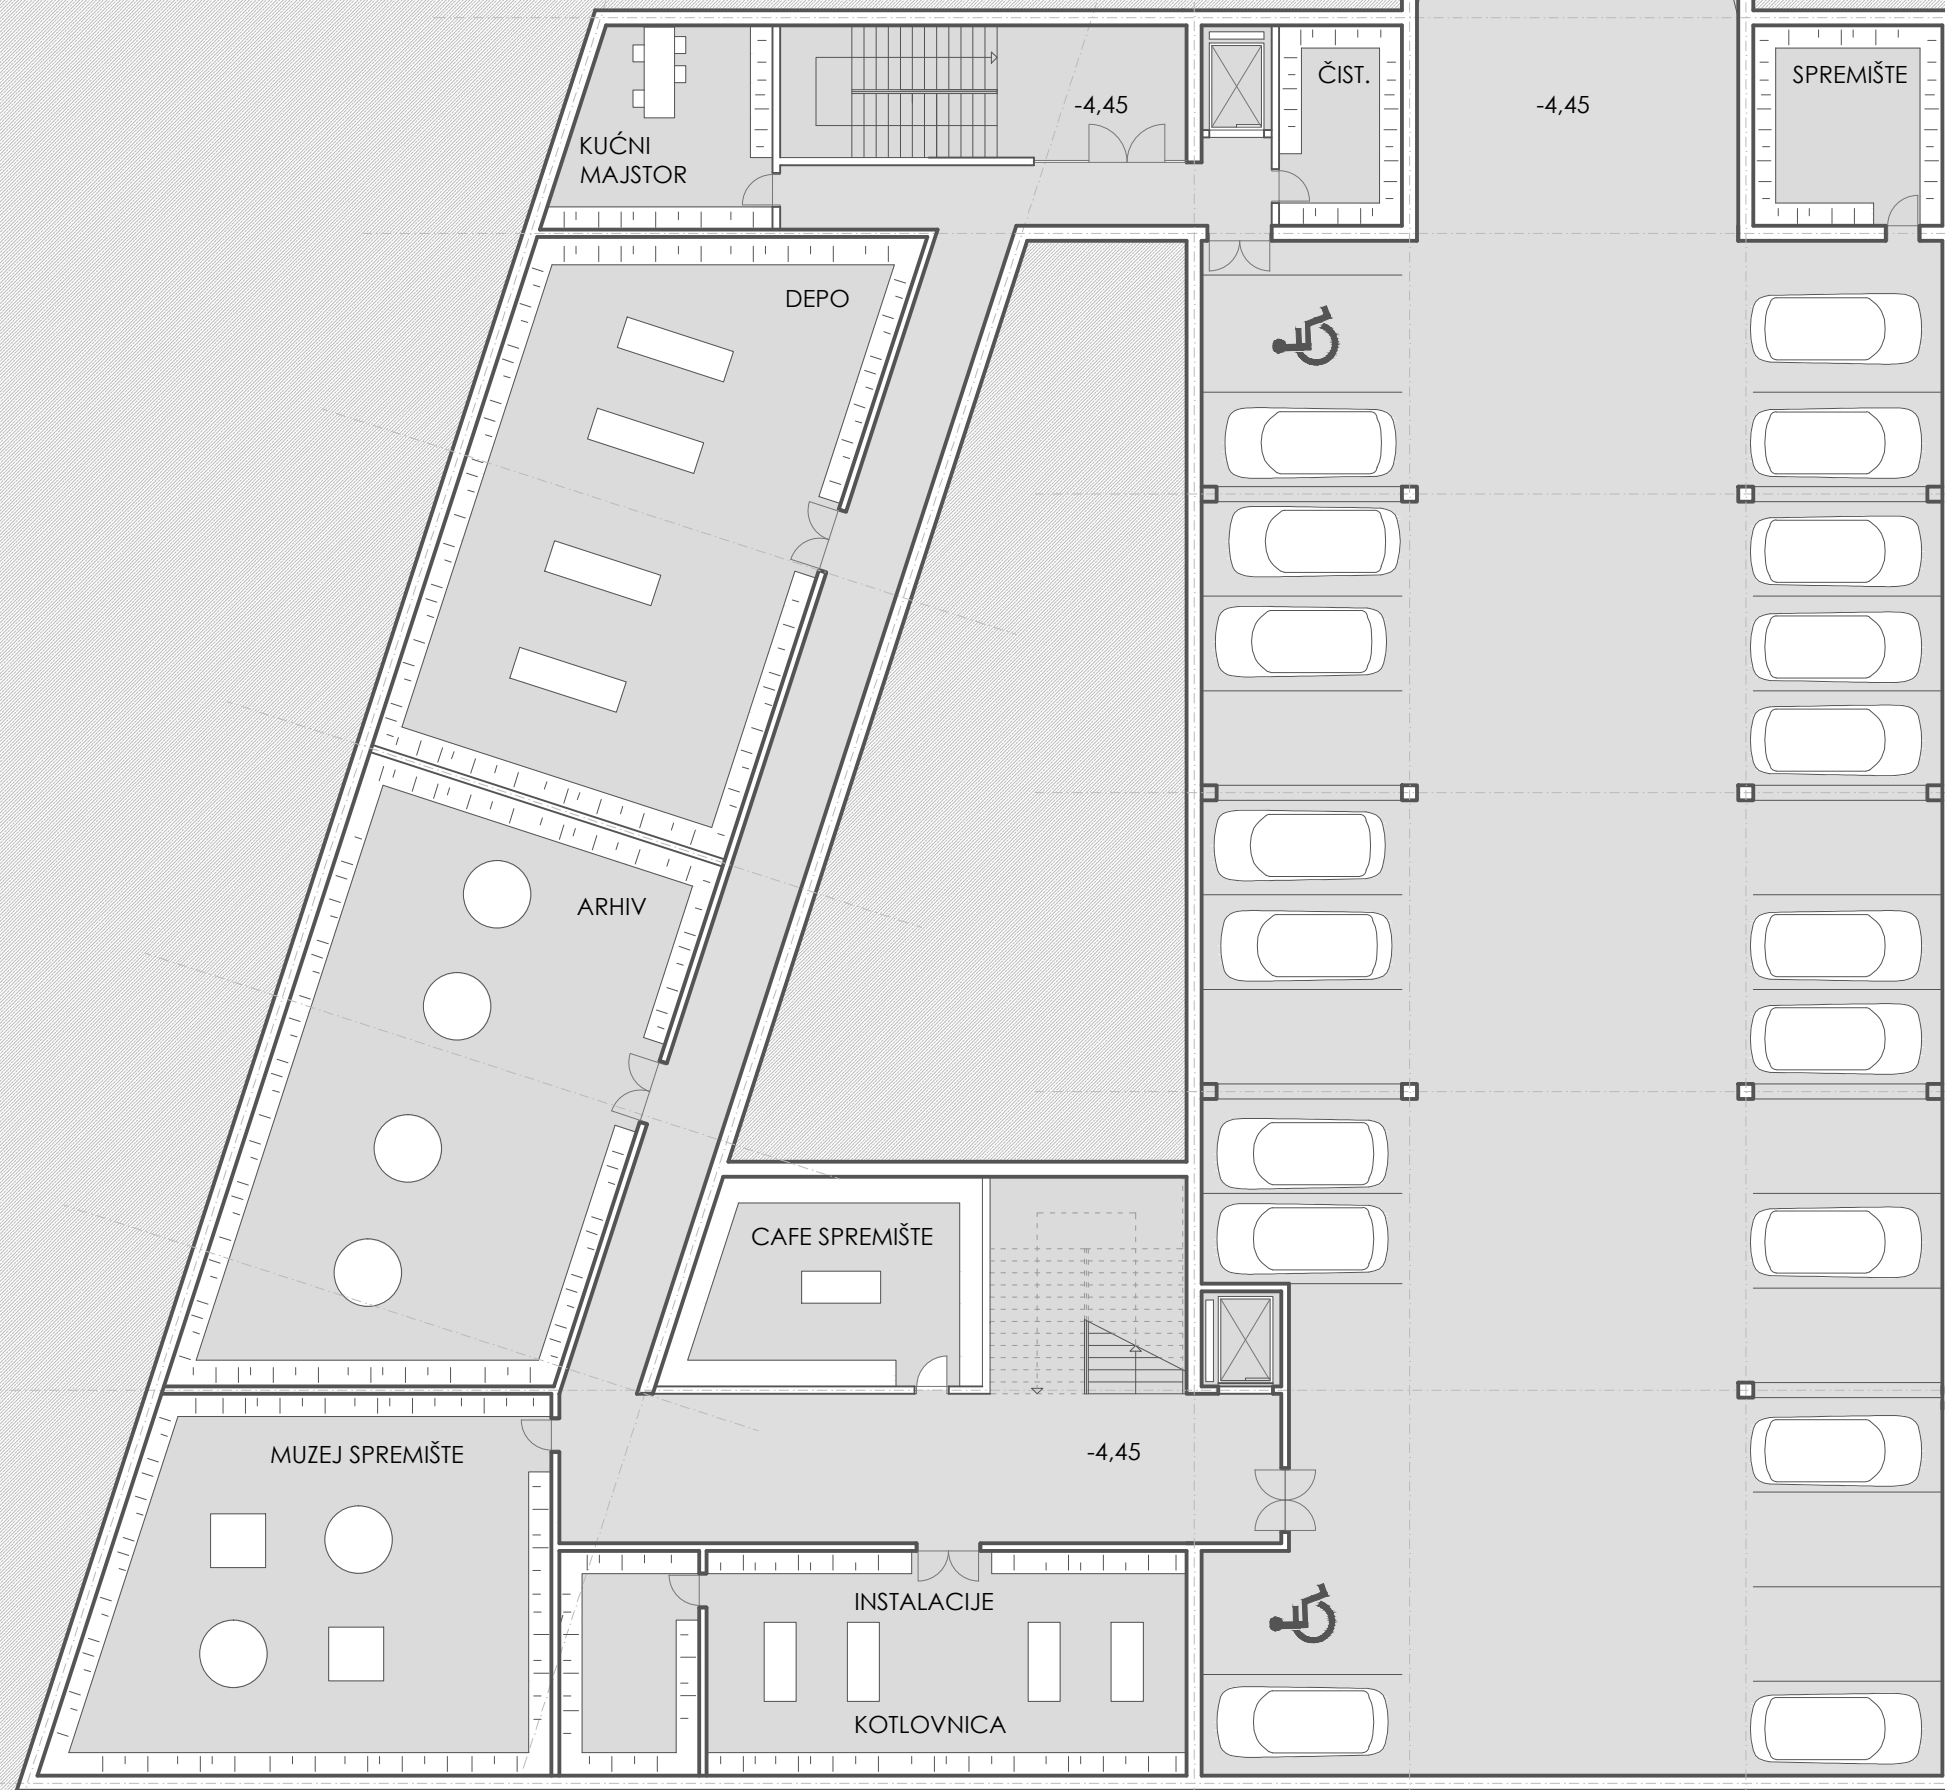 ČIST.
SPREMIŠTE
-4,45
-4,45
KUĆNI
MAJSTOR
DEPO
ARHIV
CAFE SPREMIŠTE
MUZEJ SPREMIŠTE
-4,45
INSTALACIJE
KOTLOVNICA